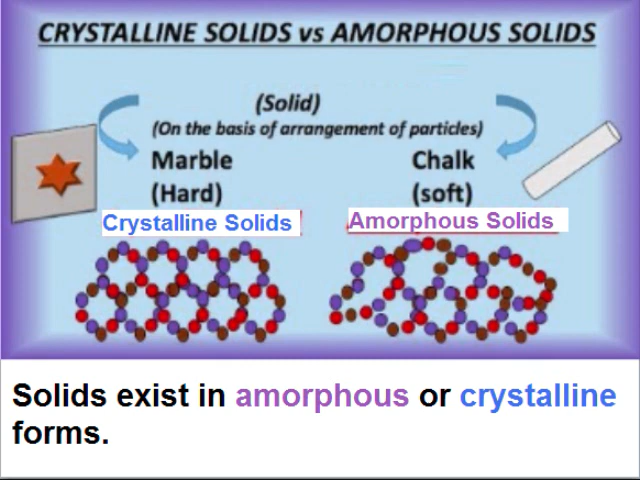 CRYSTALLINE SOLIDS vs AMORPHOUS SOLIDS
(Solid)
(On the basis of arrangement of particles)
Marble
(Hard)
Crystalline Solids
Chalk
(soft)
Amorphous Solids
Solids exist in amorphous or crystalline
forms.